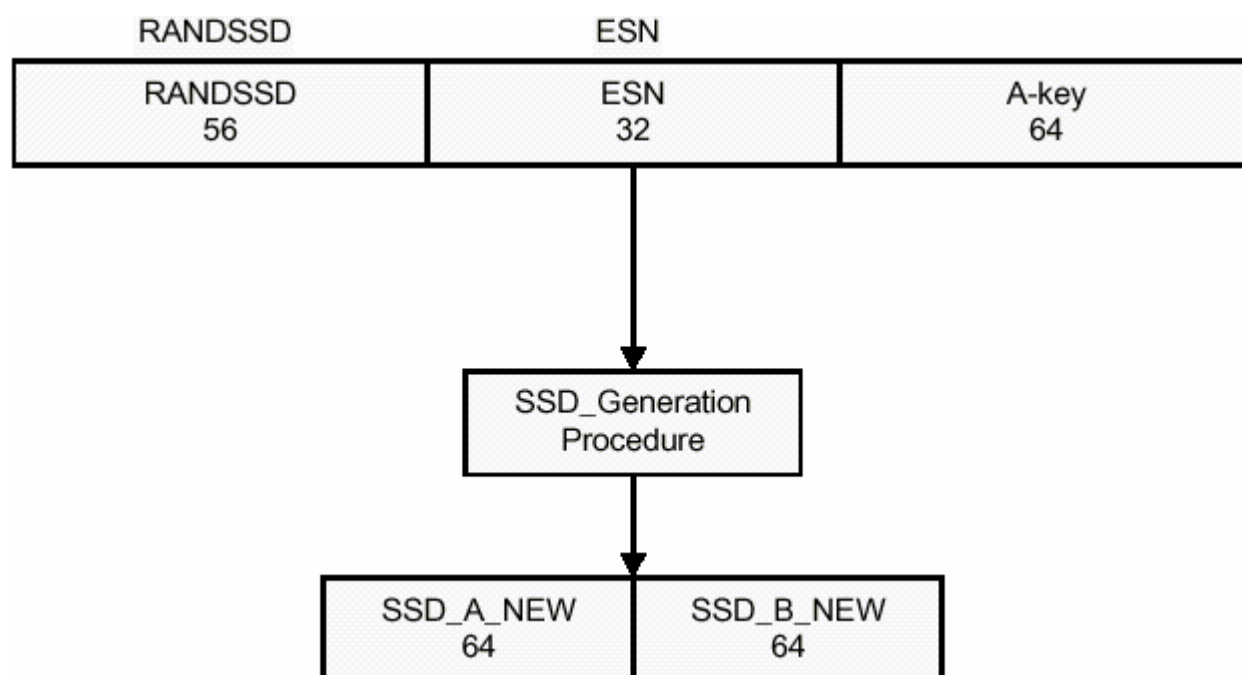 RANDSSD ESN
RANDSSD ESN A-key
56 32 64
SSD_Generation
Procedure
SSD_A_NEW SSD_B_NEW
64 64